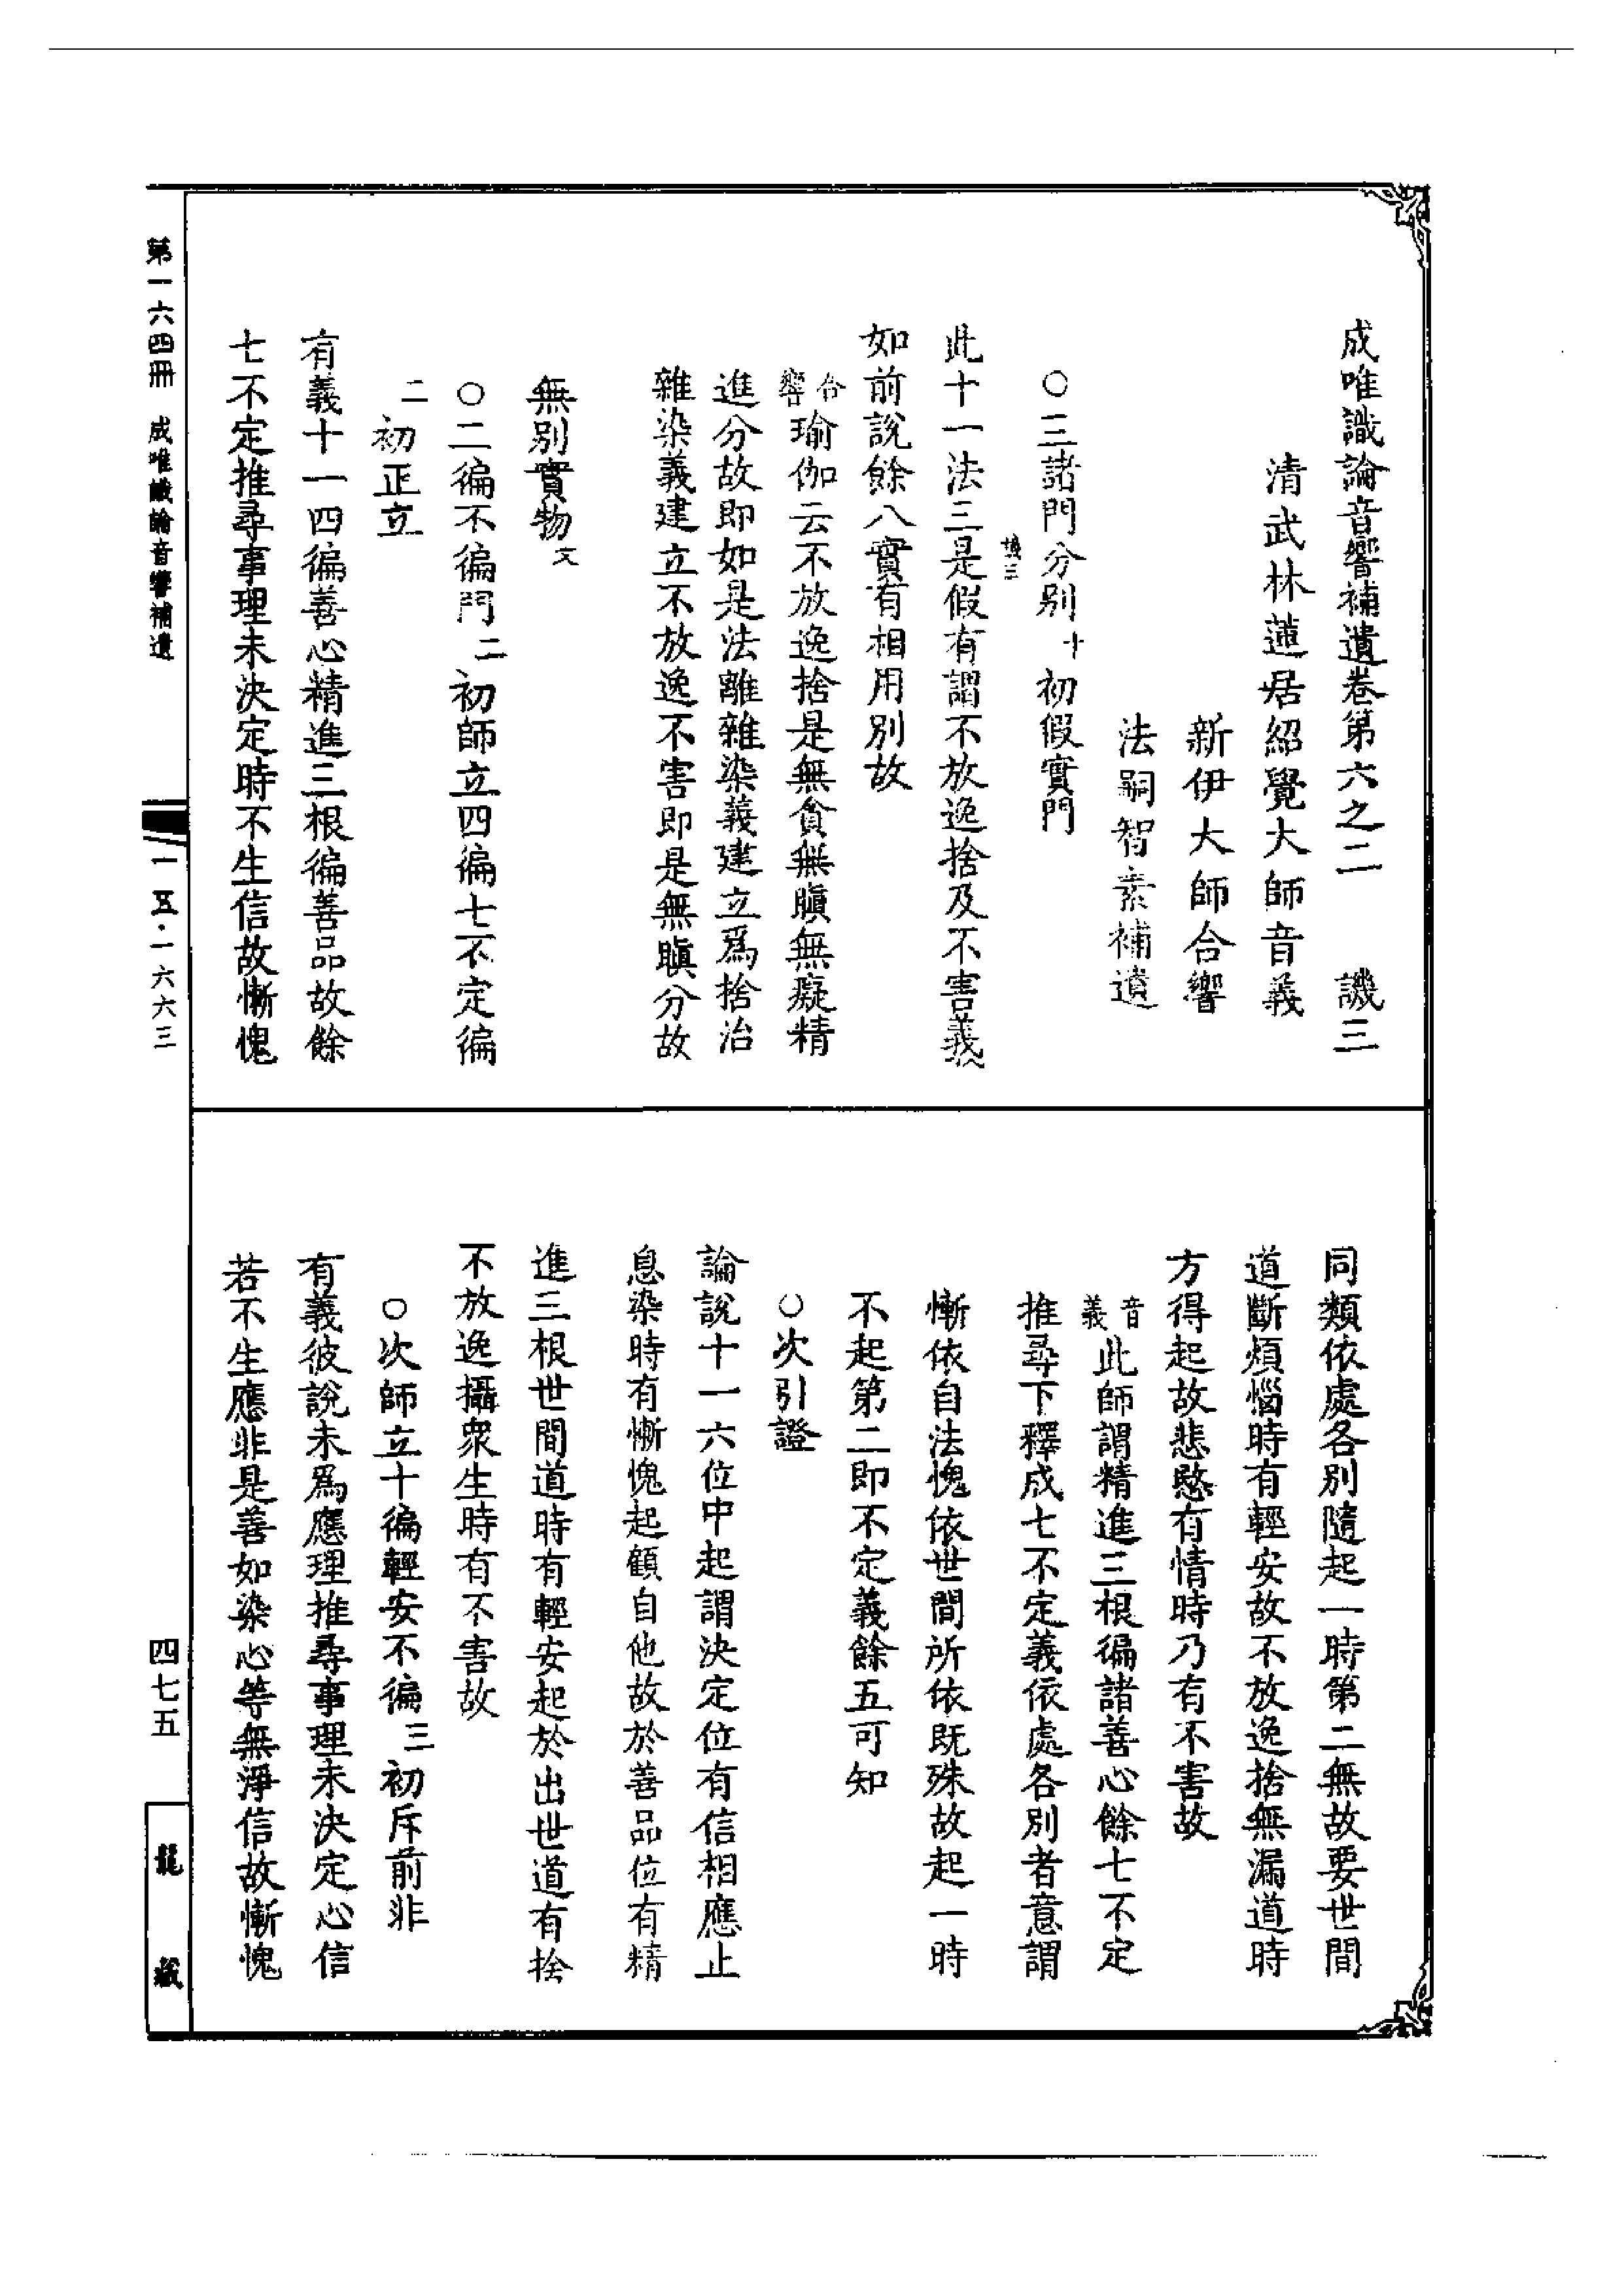 成唯識論音響補遺卷第六之二　譏三
清武林蓮居紹覺大師音義
新伊大師合響
法嗣智素補遺
○三諸門分別十初假實門
譏三
此十一法三是假有謂不放逸捨及不害義
如前說餘八實有相用別故
合響瑜伽云不放逸捨是無貪無瞋無癡精
進分故即如是法離雜染義建立爲捨治
雜染義建立不放逸不害即是無瞋分故
無別實物文
○二徧不徧門二初師立四徧七不定徧
二初正立
有義十一四徧善心精進三根徧善品故餘
七不定推尋事理未決定時不生信故慚愧
同類依處各別隨起一時第二無故要世間
道斷煩惱時有輕安故不放逸捨無漏道時
方得起故悲愍有情時乃有不害故
音義此師謂精進三根徧諸善心餘七不定
推尋下釋成七不定義依處各別者意謂
慚依自法愧依世間所依既殊故起一時
不起第二即不定義餘五可知
○次引證
論說十一六位中起謂決定位有信相應止
息染時有慚愧起顧自他故於善品位有精
進三根世間道時有輕安起於出世道有捨
不放逸攝衆生時有不害故
○次師立十徧輕安不徧三初斥前非
有義彼說未爲應理推尋事理未決定心信
若不生應非是善如染心等無淨信故慚愧
第一六四冊　成唯識論音響補遺
一五·一六六三
四七五
龍藏